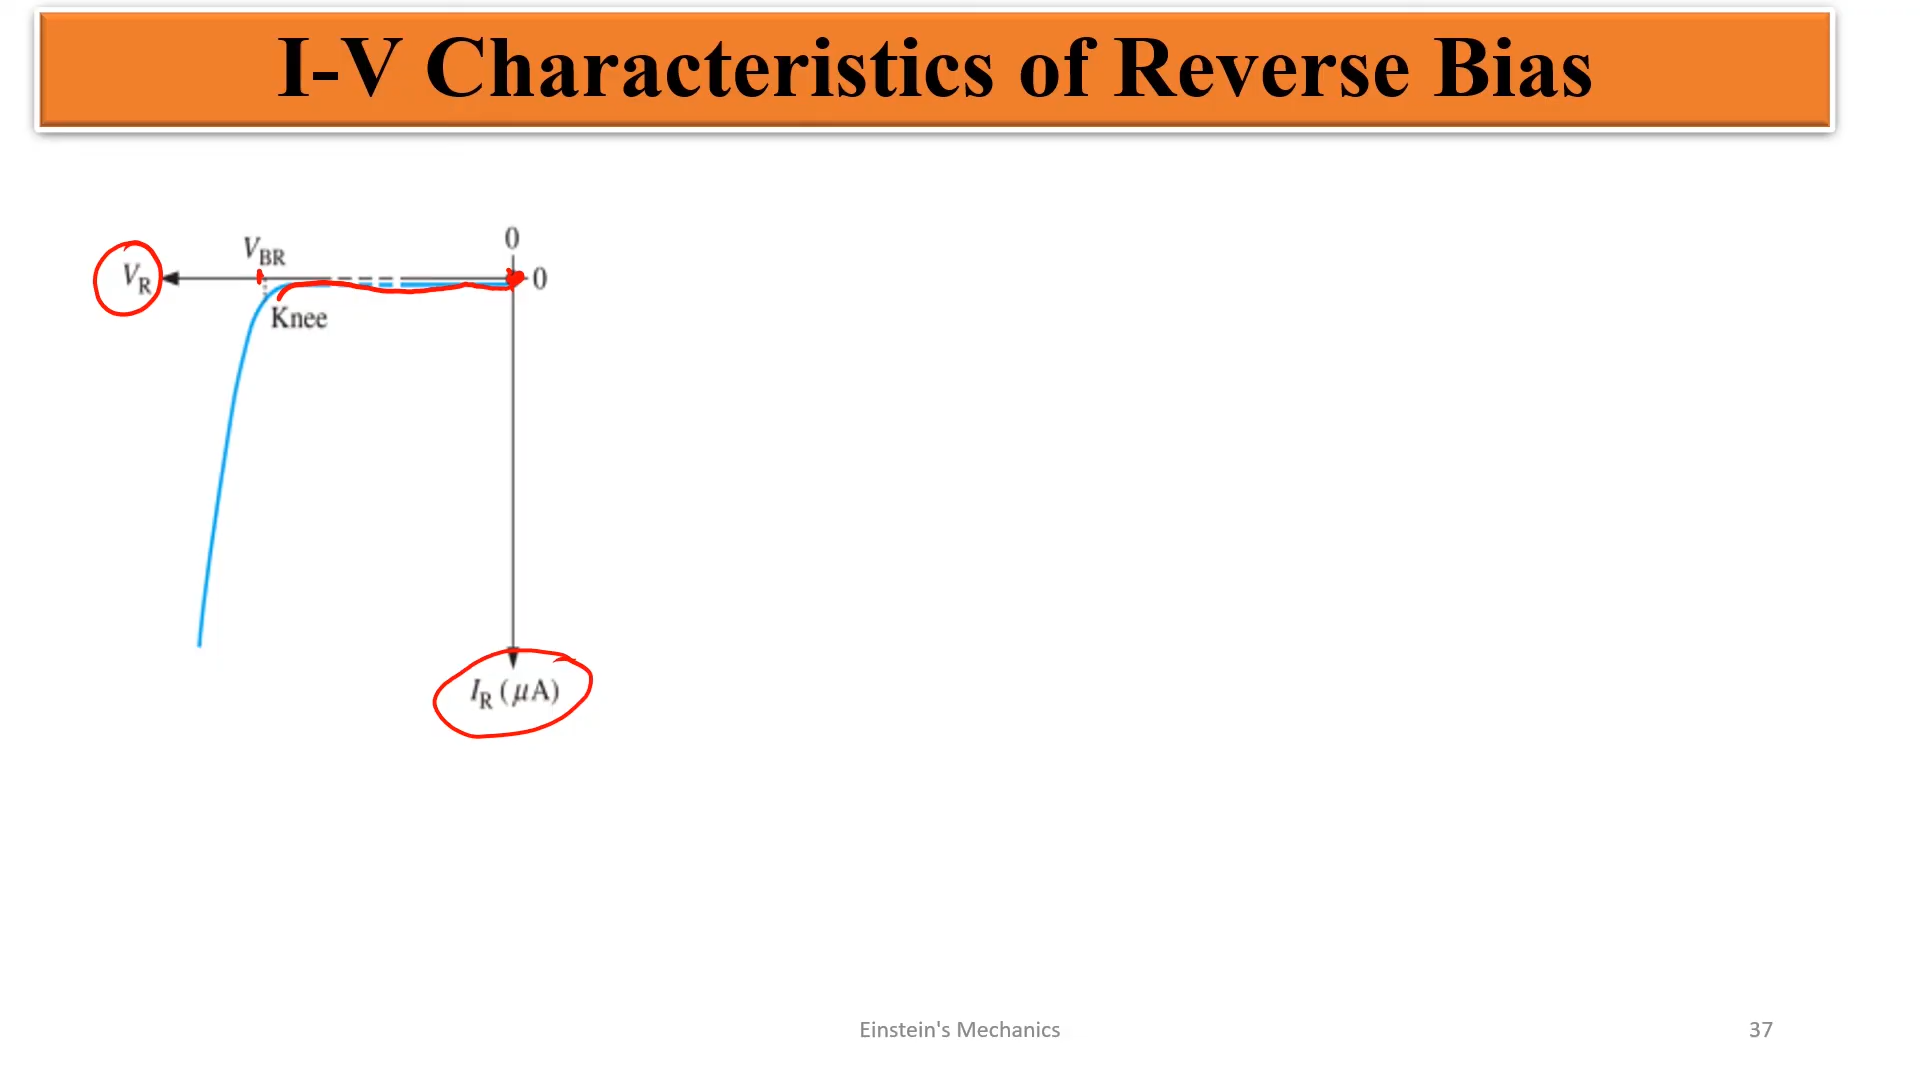 I-V Characteristics of Reverse Bias
V_BR
0
V_R
0
Knee
I_R (μA)
Einstein's Mechanics
37